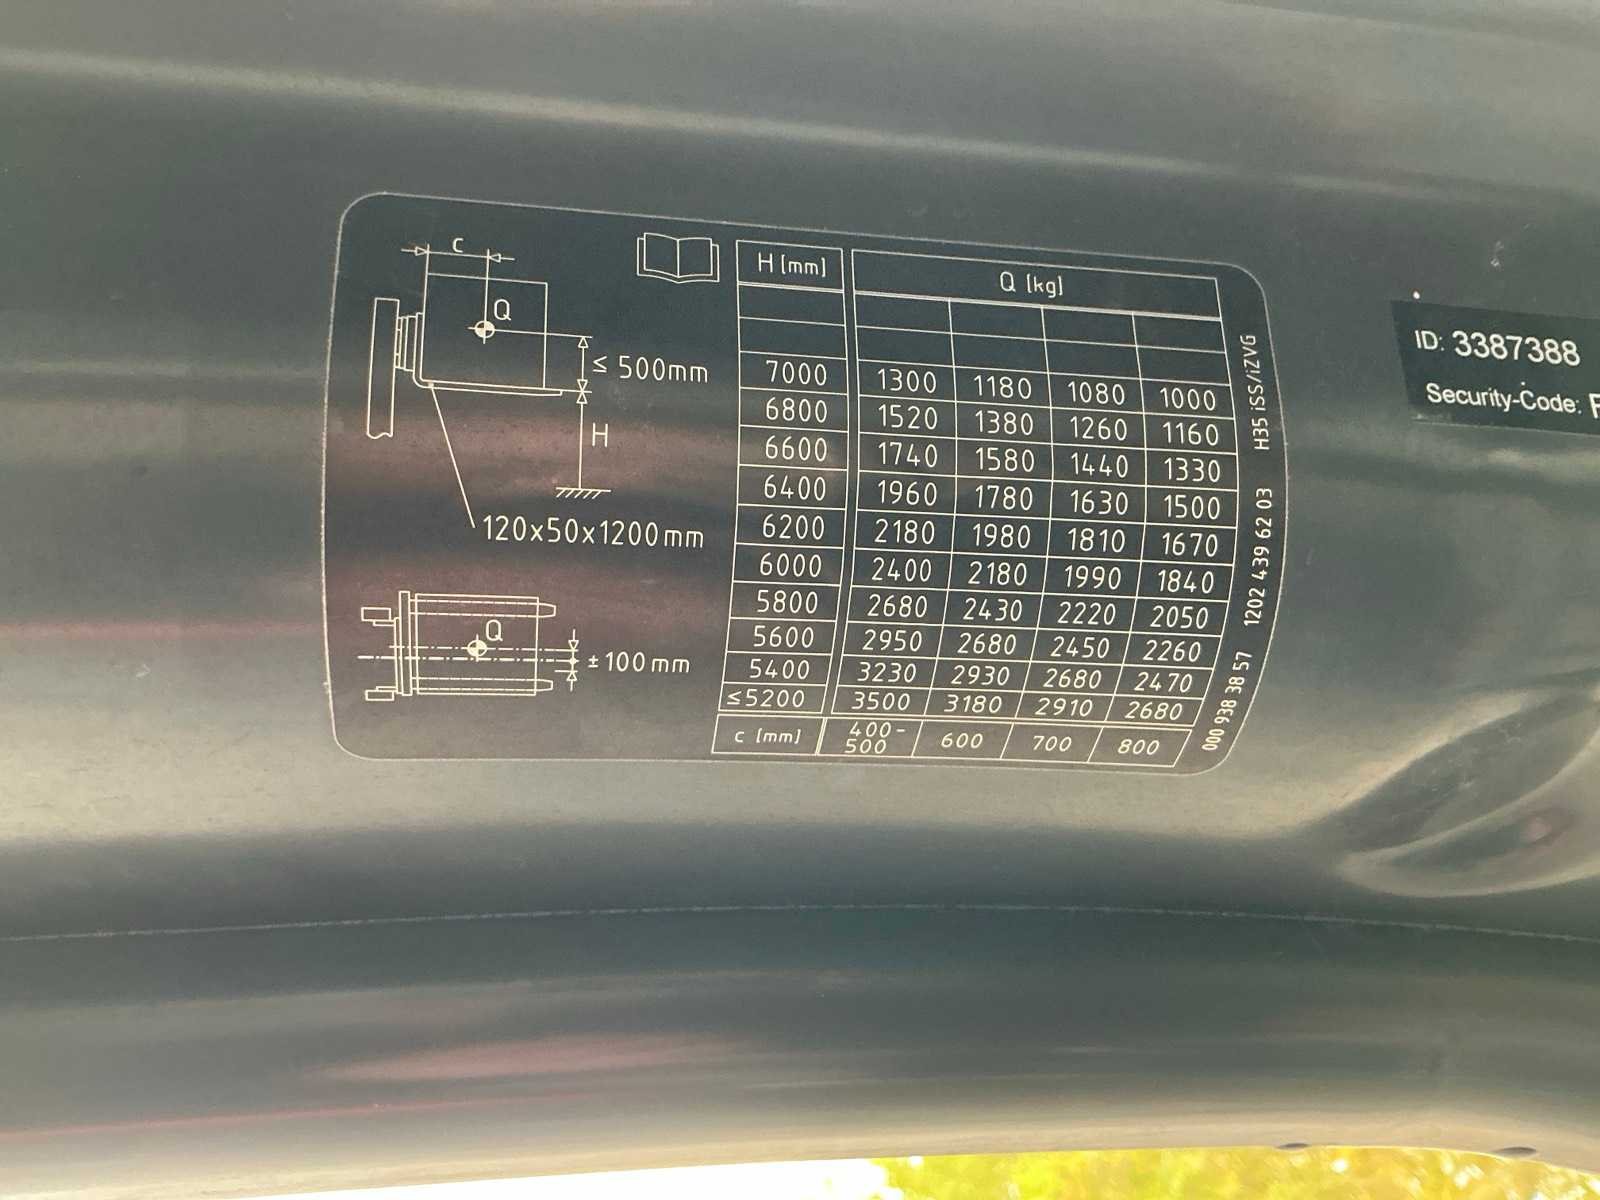 c
Q
≤ 500mm
H
120x50x1200mm
Q
±100mm
H [mm] Q [kg]
7000 1300 1180 1080 1000
6800 1520 1380 1260 1160
6600 1740 1580 1440 1330
6400 1960 1780 1630 1500
6200 2180 1980 1810 1670
6000 2400 2180 1990 1840
5800 2680 2430 2220 2050
5600 2950 2680 2450 2260
5400 3230 2930 2680 2470
≤5200 3500 3180 2910 2680
c [mm] 400-500 600 700 800
000 938 38 57 1202 439 62 03 H35 iSS/iZVG
ID: 3387388
Security-Code: